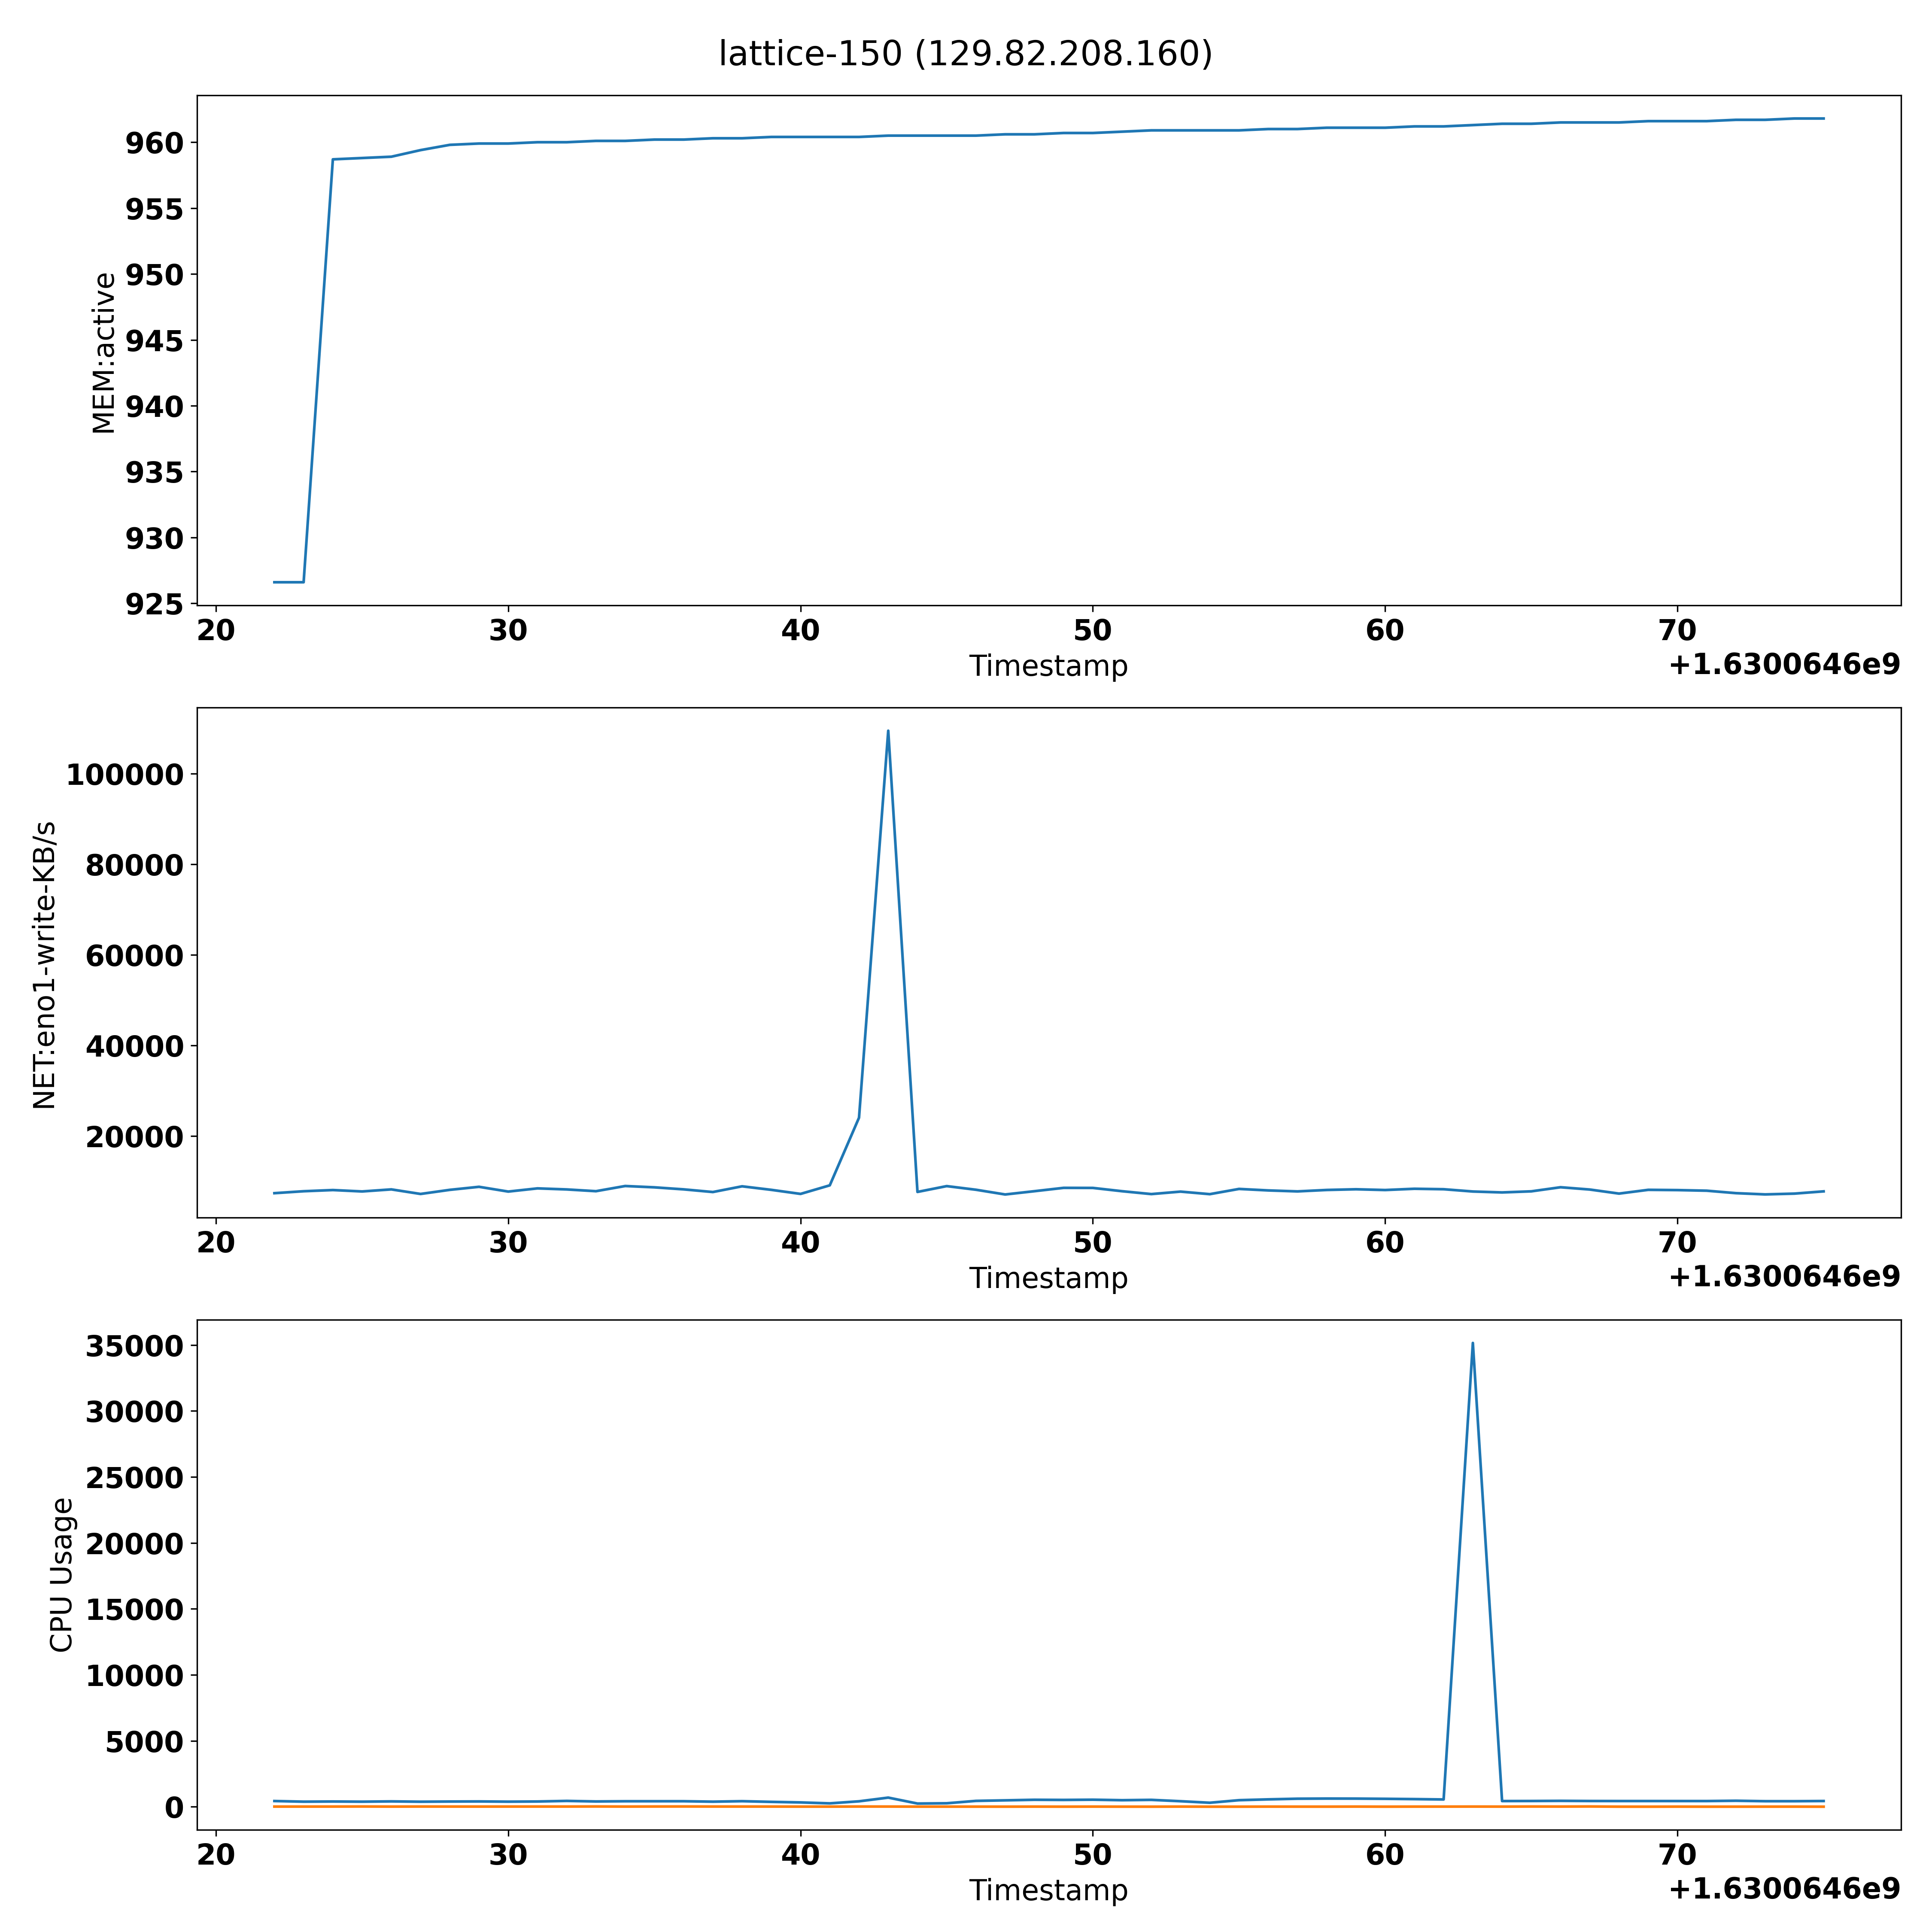 lattice-150 (129.82.208.160)
MEM:active
960
955
950
945
940
935
930
925
20 30 40 50 60 70
Timestamp
+1.6300646e9
NET:eno1-write-KB/s
100000
80000
60000
40000
20000
20 30 40 50 60 70
Timestamp
+1.6300646e9
CPU Usage
35000
30000
25000
20000
15000
10000
5000
0
20 30 40 50 60 70
Timestamp
+1.6300646e9